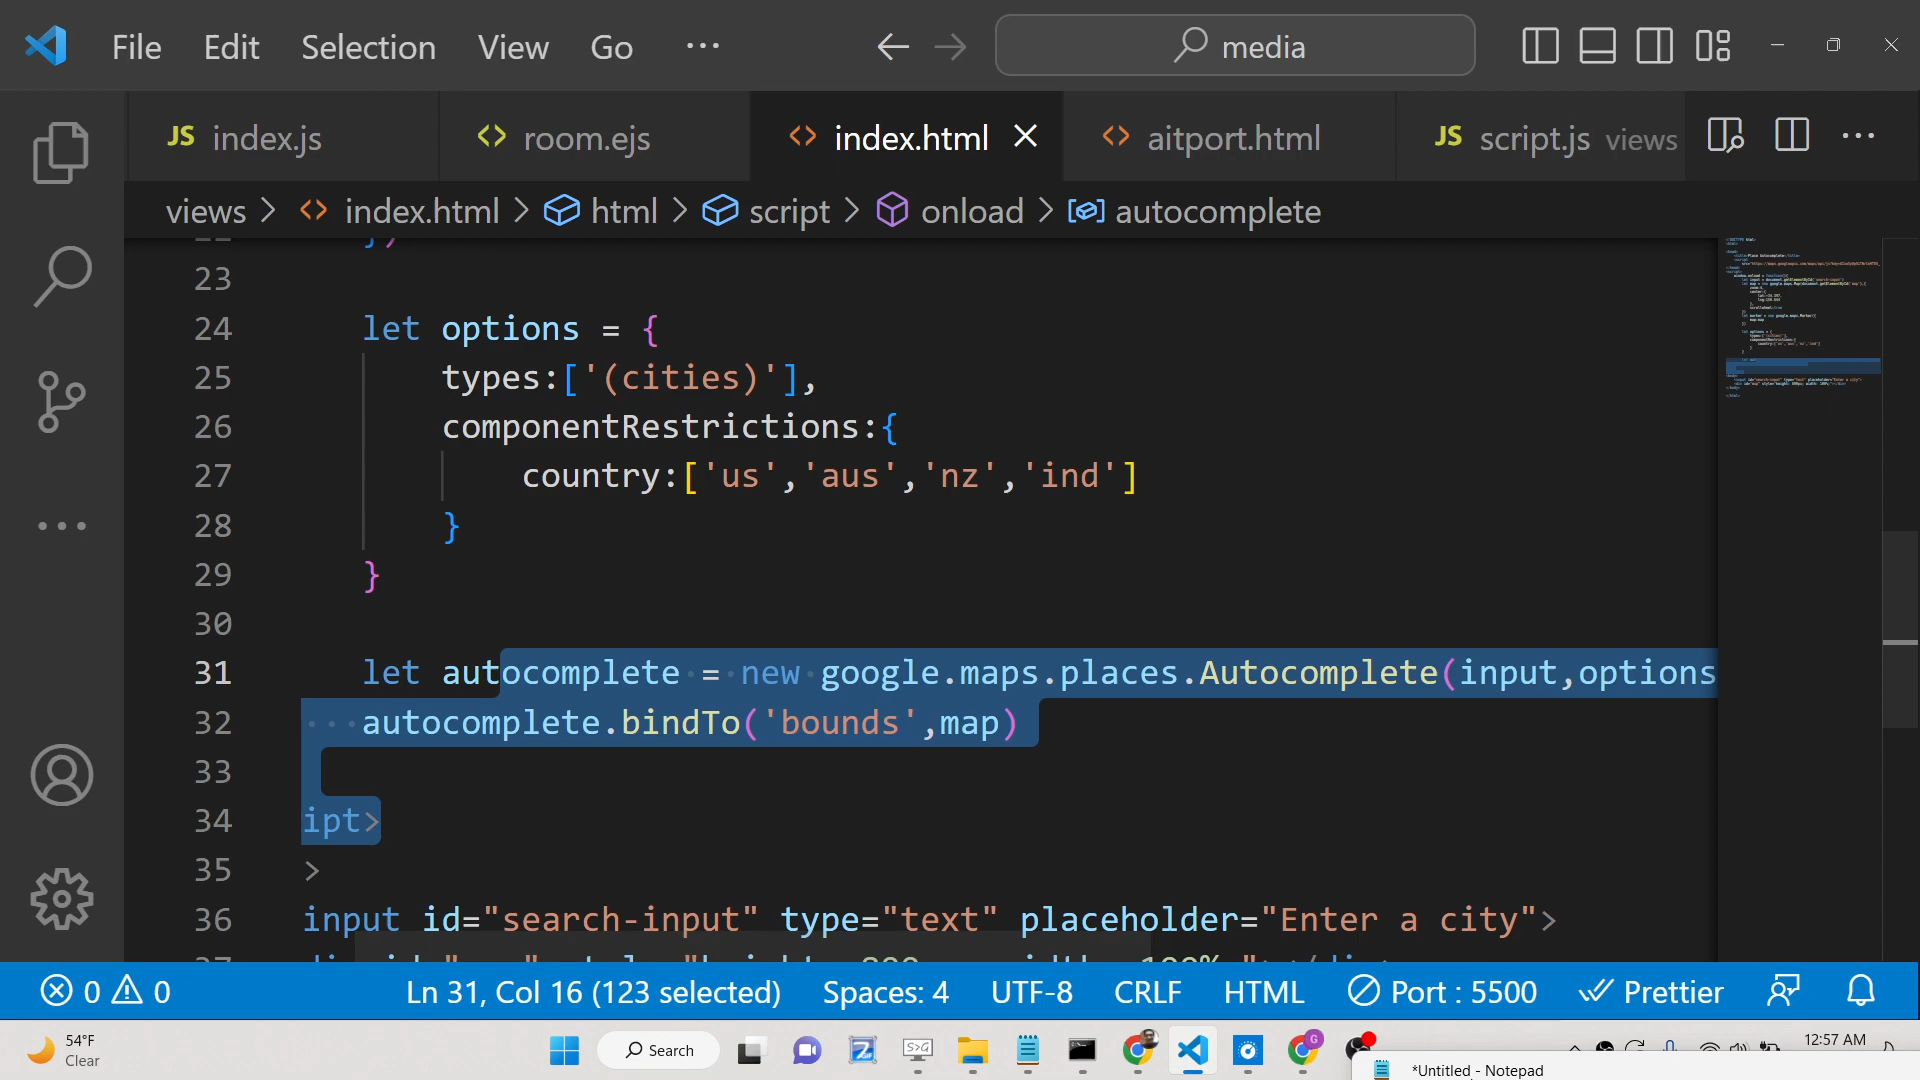 File Edit Selection View Go ··· media
JS index.js <> room.ejs <> index.html <> aitport.html JS script.js views ···
views > <> index.html > html > script > onload > autocomplete
23
24 let options = {
25 types:['(cities)'],
26 componentRestrictions:{
27 country:['us','aus','nz','ind']
28 }
29 }
30
31 let autocomplete = new google.maps.places.Autocomplete(input,options
32 autocomplete.bindTo('bounds',map)
33
34 ipt>
35 >
36 input id="search-input" type="text" placeholder="Enter a city">
0 0 Ln 31, Col 16 (123 selected) Spaces: 4 UTF-8 CRLF HTML Port : 5500 Prettier
54°F
Clear
Search
12:57 AM
*Untitled - Notepad